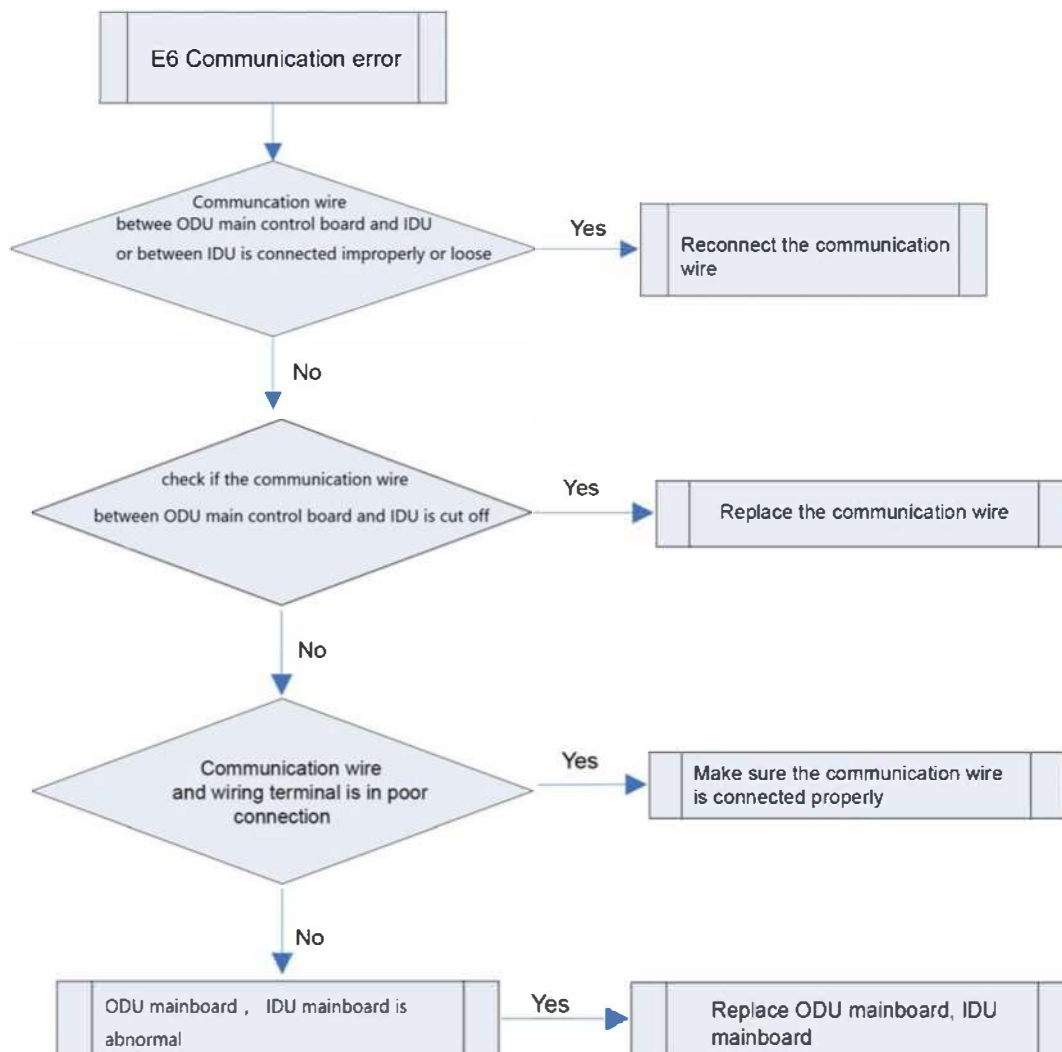 E6 Communication error
Communcation wire
betwee ODU main control board and IDU
or between IDU is connected improperly or loose
Yes
Reconnect the communication
wire
No
check if the communication wire
between ODU main control board and IDU is cut off
Yes
Replace the communication wire
No
Communication wire
and wiring terminal is in poor
connection
Yes
Make sure the communication wire
is connected properly
No
ODU mainboard , IDU mainboard is
abnormal
Yes
Replace ODU mainboard, IDU
mainboard